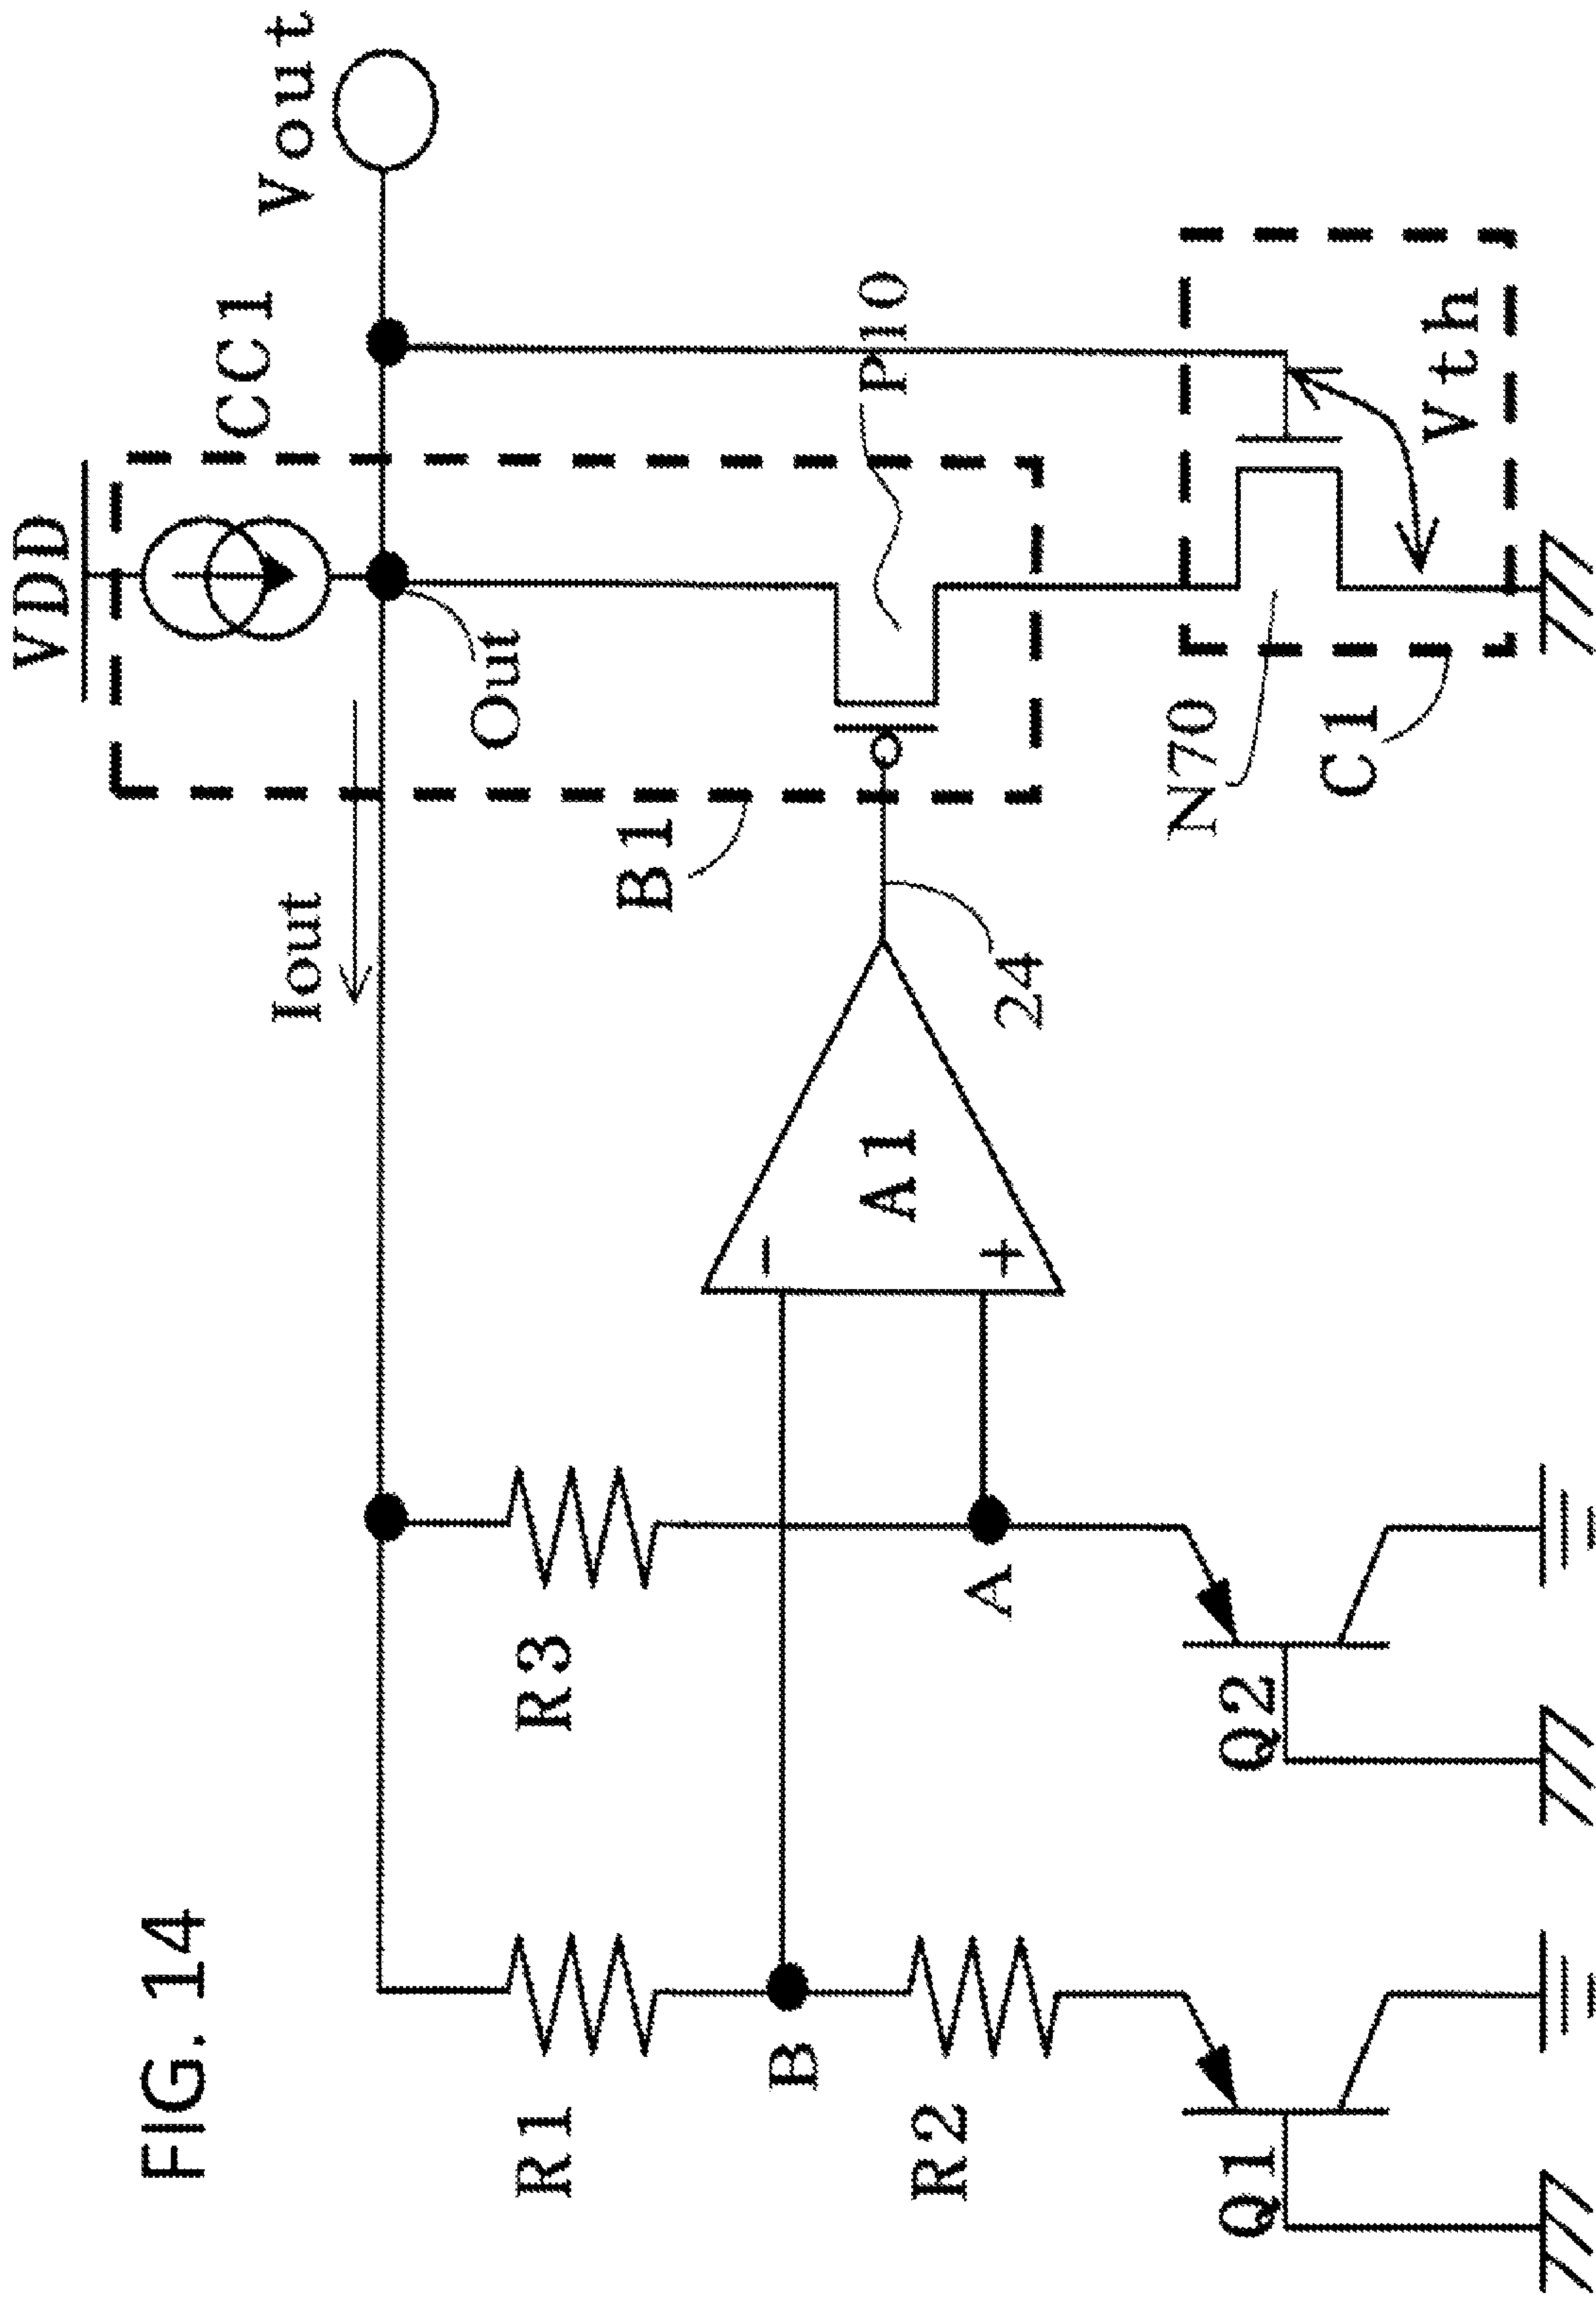 FIG. 14
VDD
CC1
Vout
Iout
Out
R1
R3
B1
P10
B
A1
−
+
24
A
R2
N70
Q1
Q2
C1
Vth